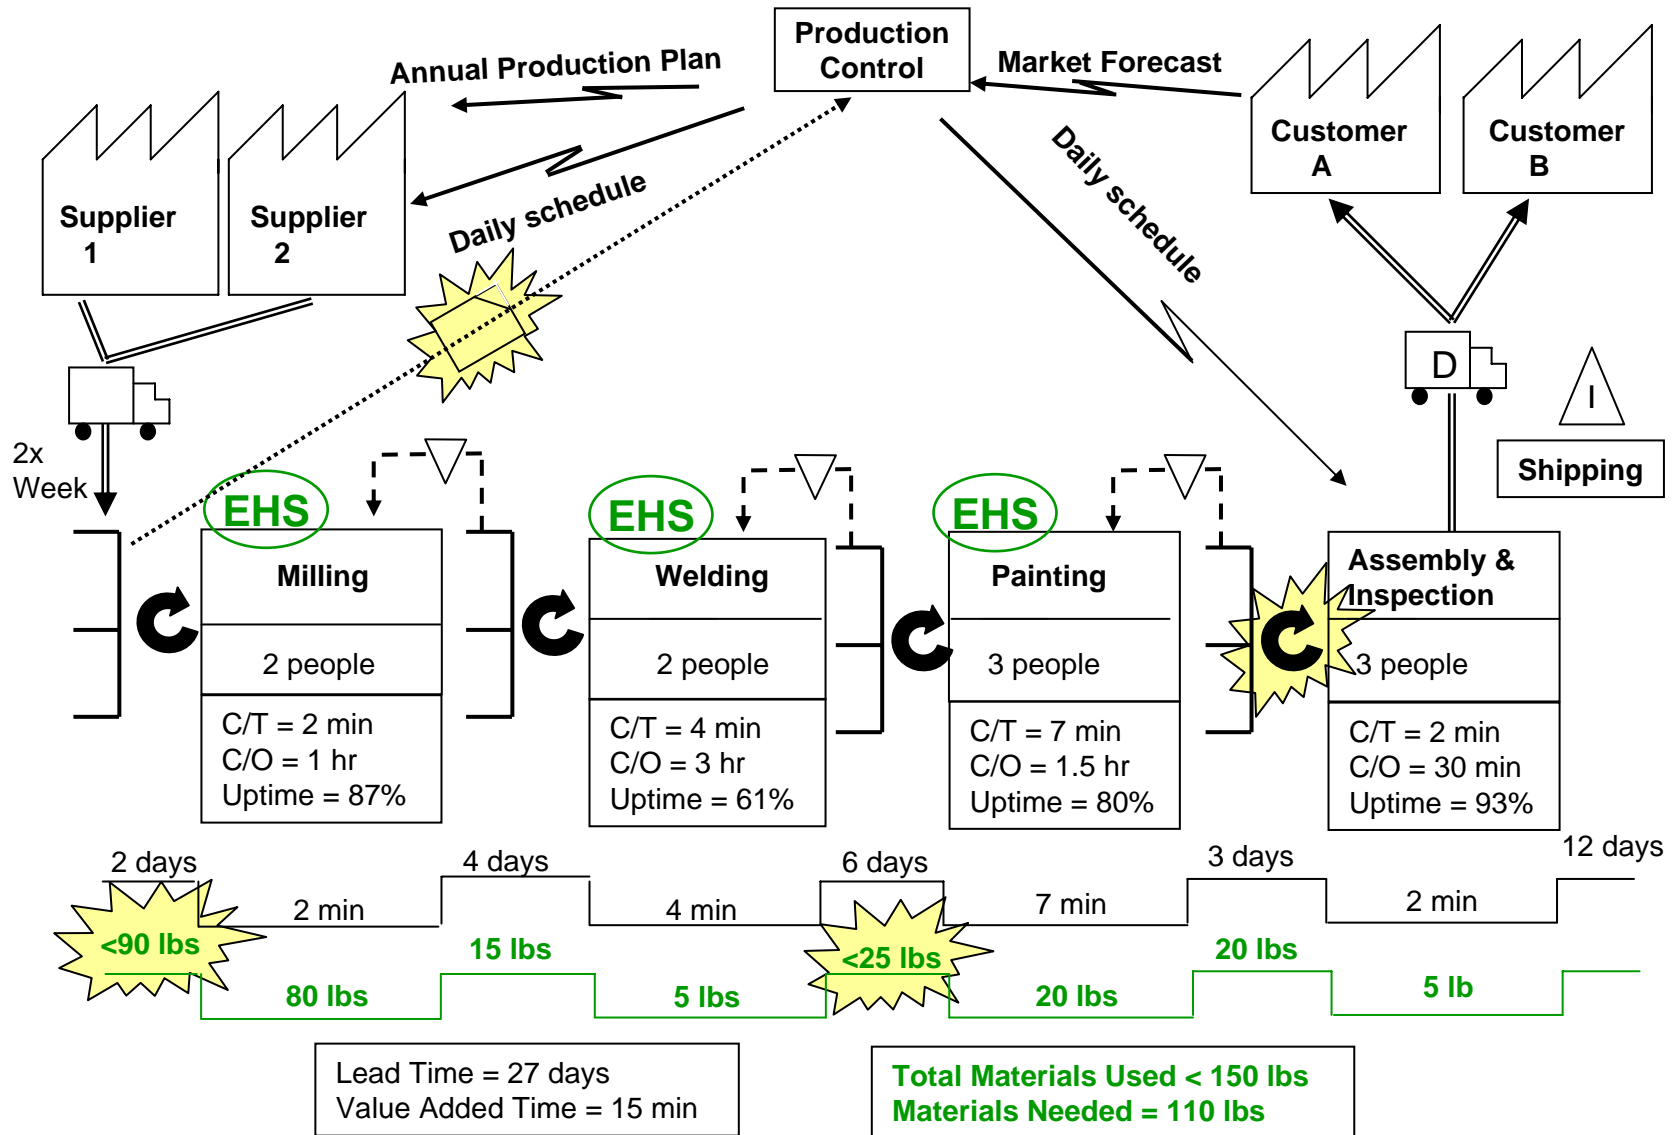 Production
Control
Annual Production Plan
Market Forecast
Customer
A
Customer
B
Supplier
1
Supplier
2
Daily schedule
Daily schedule
D
I
Shipping
2x
Week
EHS
EHS
EHS
Milling
Welding
Painting
Assembly &
Inspection
2 people
2 people
3 people
3 people
C/T = 2 min
C/O = 1 hr
Uptime = 87%
C/T = 4 min
C/O = 3 hr
Uptime = 61%
C/T = 7 min
C/O = 1.5 hr
Uptime = 80%
C/T = 2 min
C/O = 30 min
Uptime = 93%
2 days
4 days
6 days
3 days
12 days
2 min
4 min
7 min
2 min
<90 lbs
15 lbs
<25 lbs
20 lbs
80 lbs
5 lbs
20 lbs
5 lb
Lead Time = 27 days
Value Added Time = 15 min
Total Materials Used < 150 lbs
Materials Needed = 110 lbs